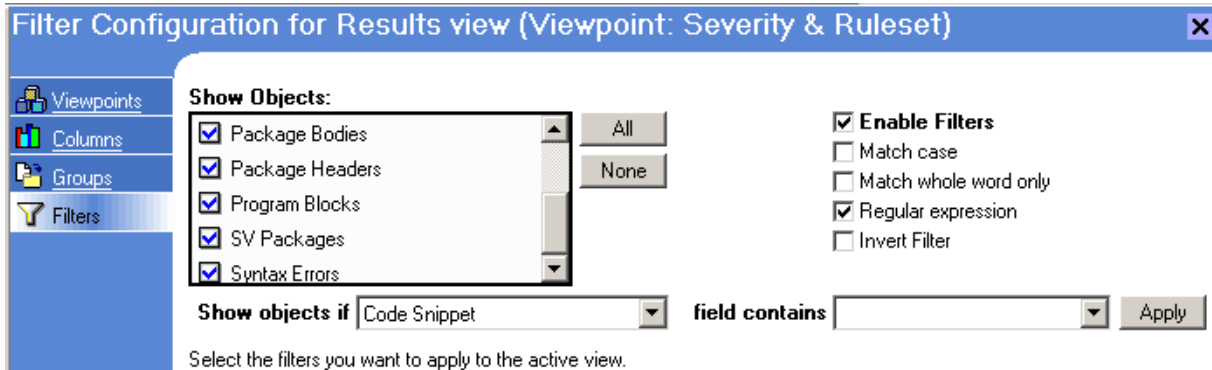 Filter Configuration for Results view (Viewpoint: Severity & Ruleset)
Viewpoints
Columns
Groups
Filters
Show Objects:
Package Bodies
Package Headers
Program Blocks
SV Packages
Syntax Errors
All
None
Enable Filters
Match case
Match whole word only
Regular expression
Invert Filter
Show objects if Code Snippet field contains Apply
Select the filters you want to apply to the active view.